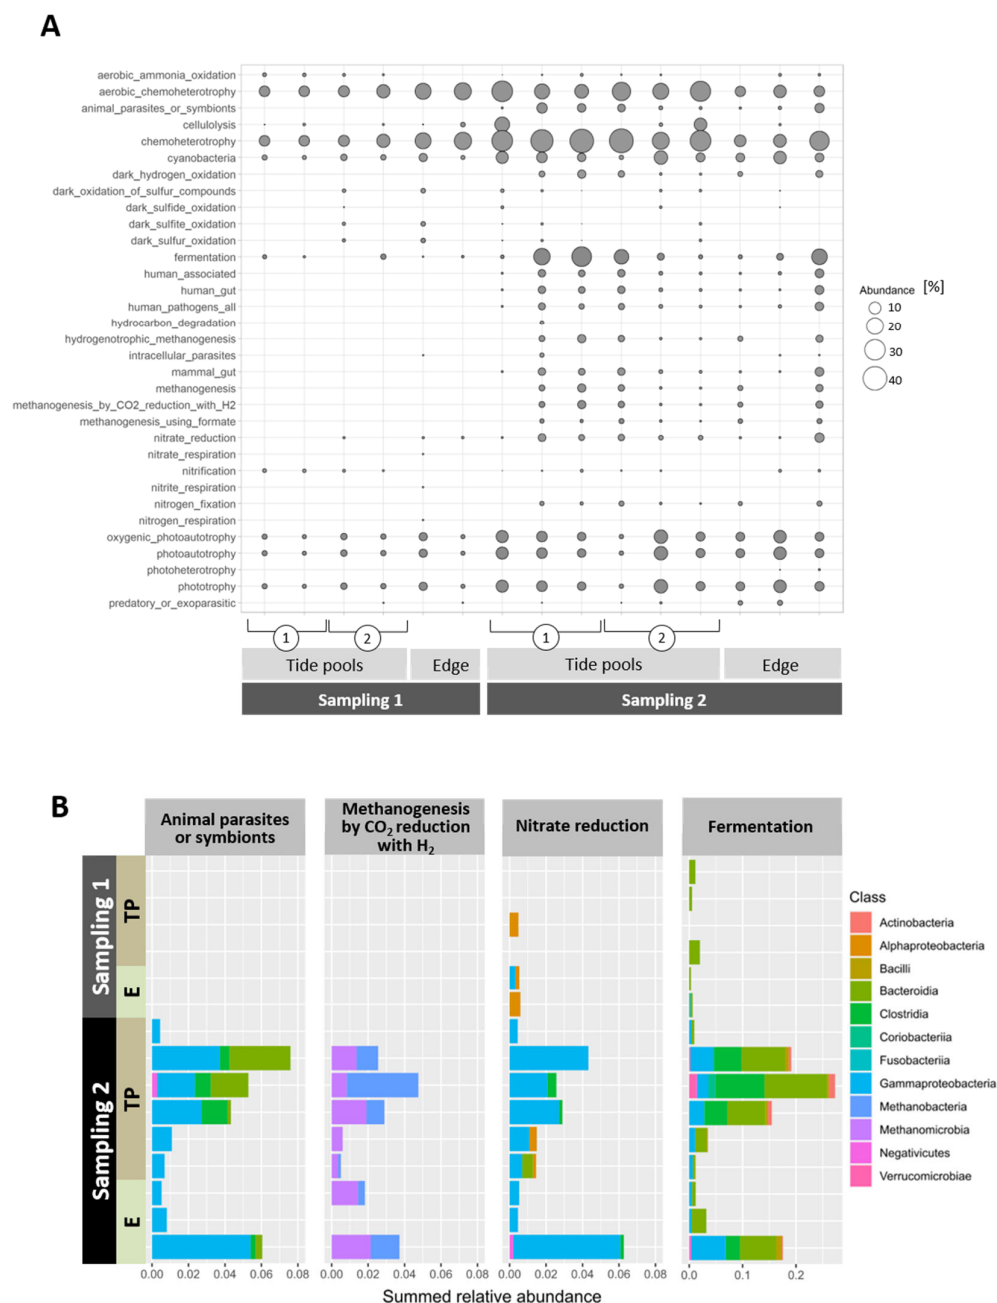 A
aerobic_ammonia_oxidation
aerobic_chemoheterotrophy
animal_parasites_or_symbionts
cellulolysis
chemoheterotrophy
cyanobacteria
dark_hydrogen_oxidation
dark_oxidation_of_sulfur_compounds
dark_sulfide_oxidation
dark_sulfite_oxidation
dark_sulfur_oxidation
fermentation
human_associated
human_gut
human_pathogens_all
hydrocarbon_degradation
hydrogenotrophic_methanogenesis
intracellular_parasites
mammal_gut
methanogenesis
methanogenesis_by_CO2_reduction_with_H2
methanogenesis_using_formate
nitrate_reduction
nitrate_respiration
nitrification
nitrite_respiration
nitrogen_fixation
nitrogen_respiration
oxygenic_photoautotrophy
photoautotrophy
photoheterotrophy
phototrophy
predatory_or_exoparasitic
Abundance [%]
10
20
30
40
1 2 1 2
Tide pools Edge Tide pools Edge
Sampling 1 Sampling 2
B
Animal parasites
or symbionts
Methanogenesis
by CO2 reduction
with H2
Nitrate reduction
Fermentation
Sampling 1
TP
E
Sampling 2
TP
E
Class
Actinobacteria
Alphaproteobacteria
Bacilli
Bacteroidia
Clostridia
Coriobacteriia
Fusobacteriia
Gammaproteobacteria
Methanobacteria
Methanomicrobia
Negativicutes
Verrucomicrobiae
0.00 0.02 0.04 0.06 0.08 0.00 0.02 0.04 0.06 0.08 0.00 0.02 0.04 0.06 0.08 0.0 0.1 0.2
Summed relative abundance